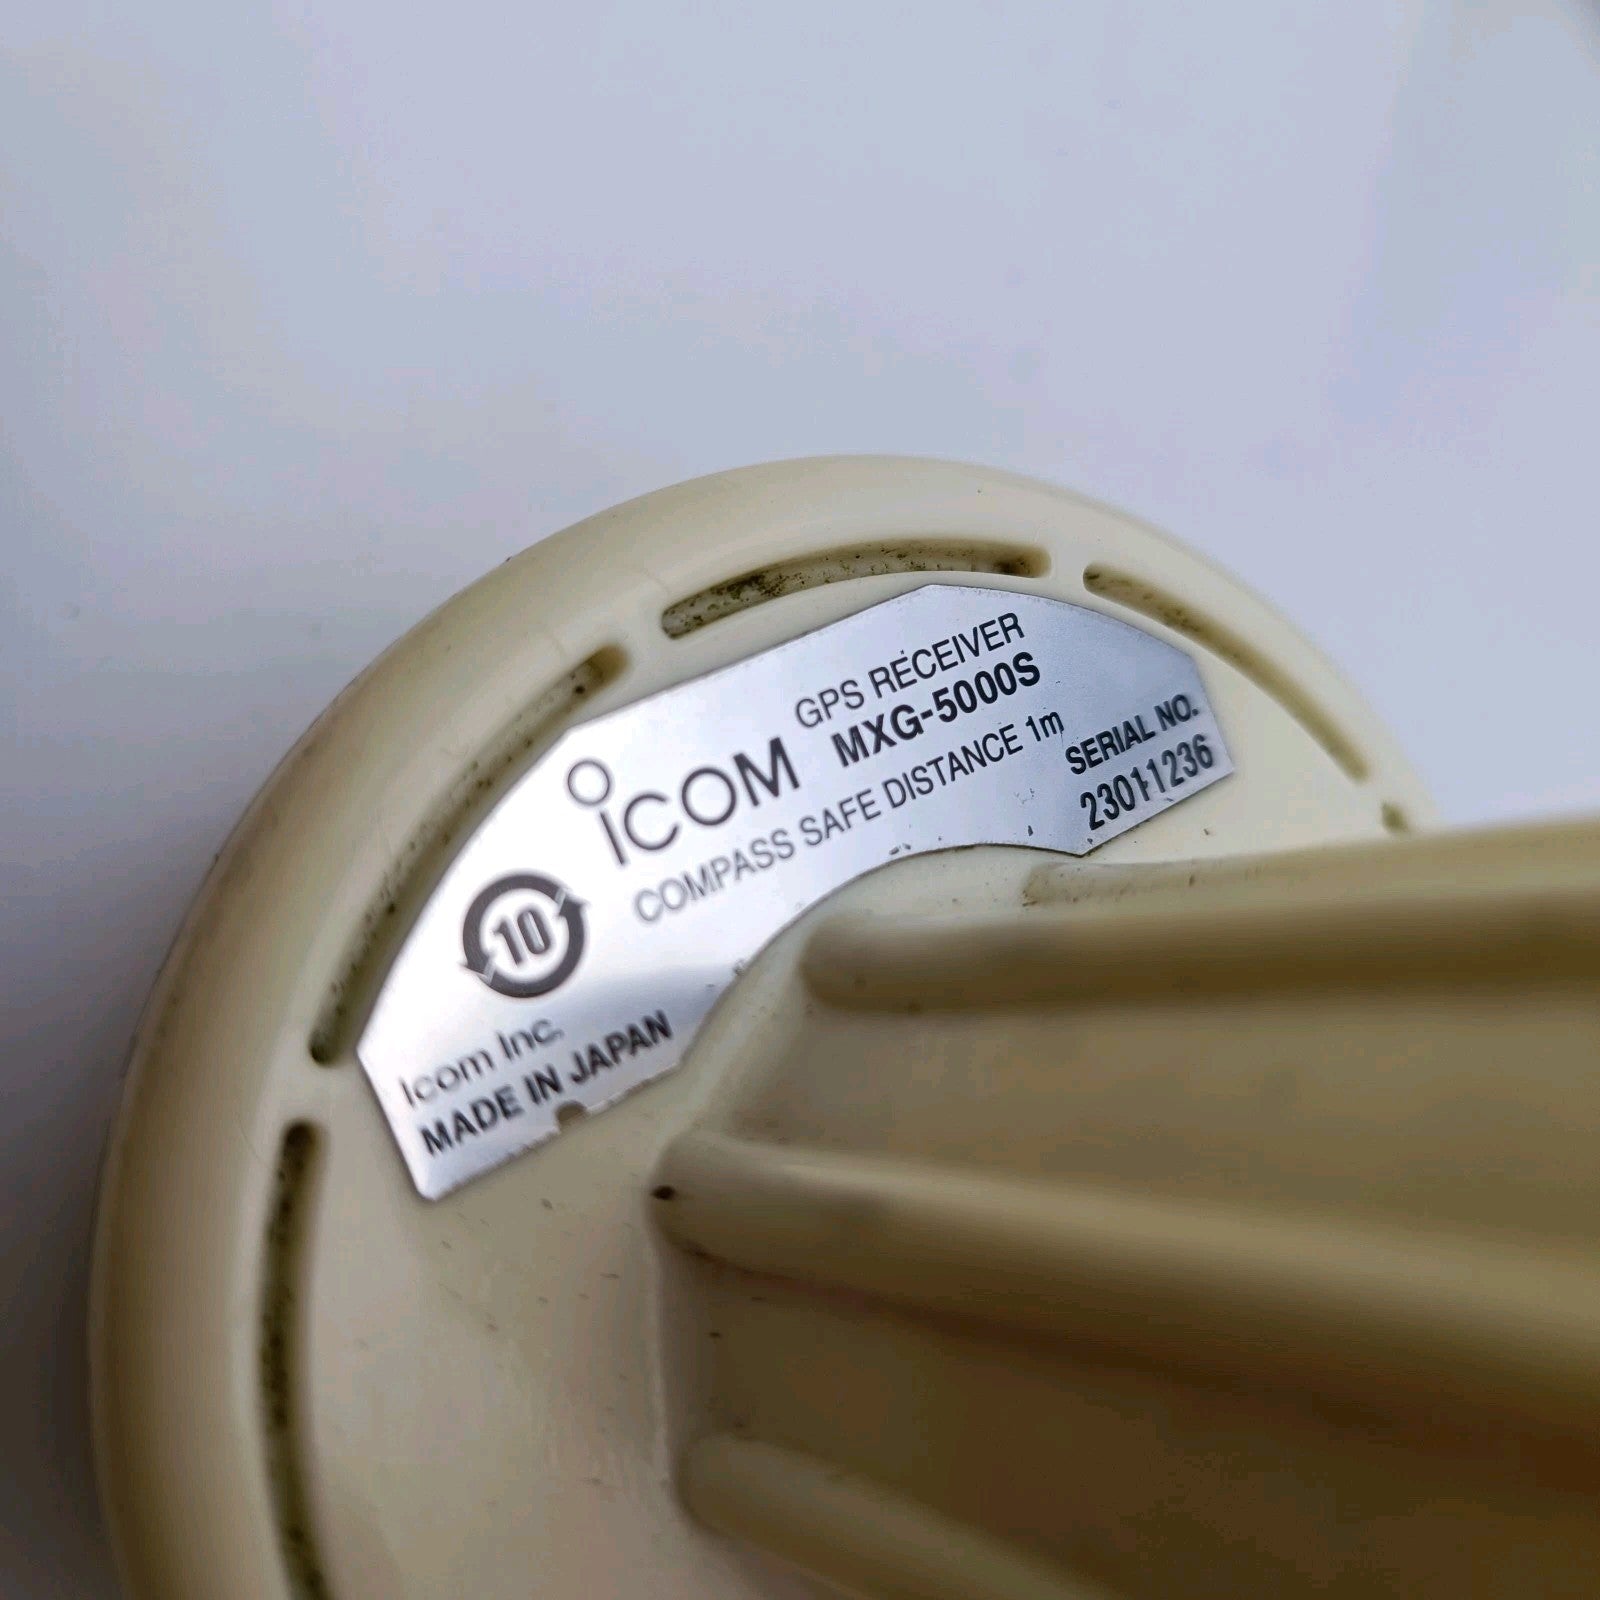 GPS RECEIVER
ICOM MXG-5000S
COMPASS SAFE DISTANCE 1m
SERIAL NO.
23011236
10
Icom Inc.
MADE IN JAPAN